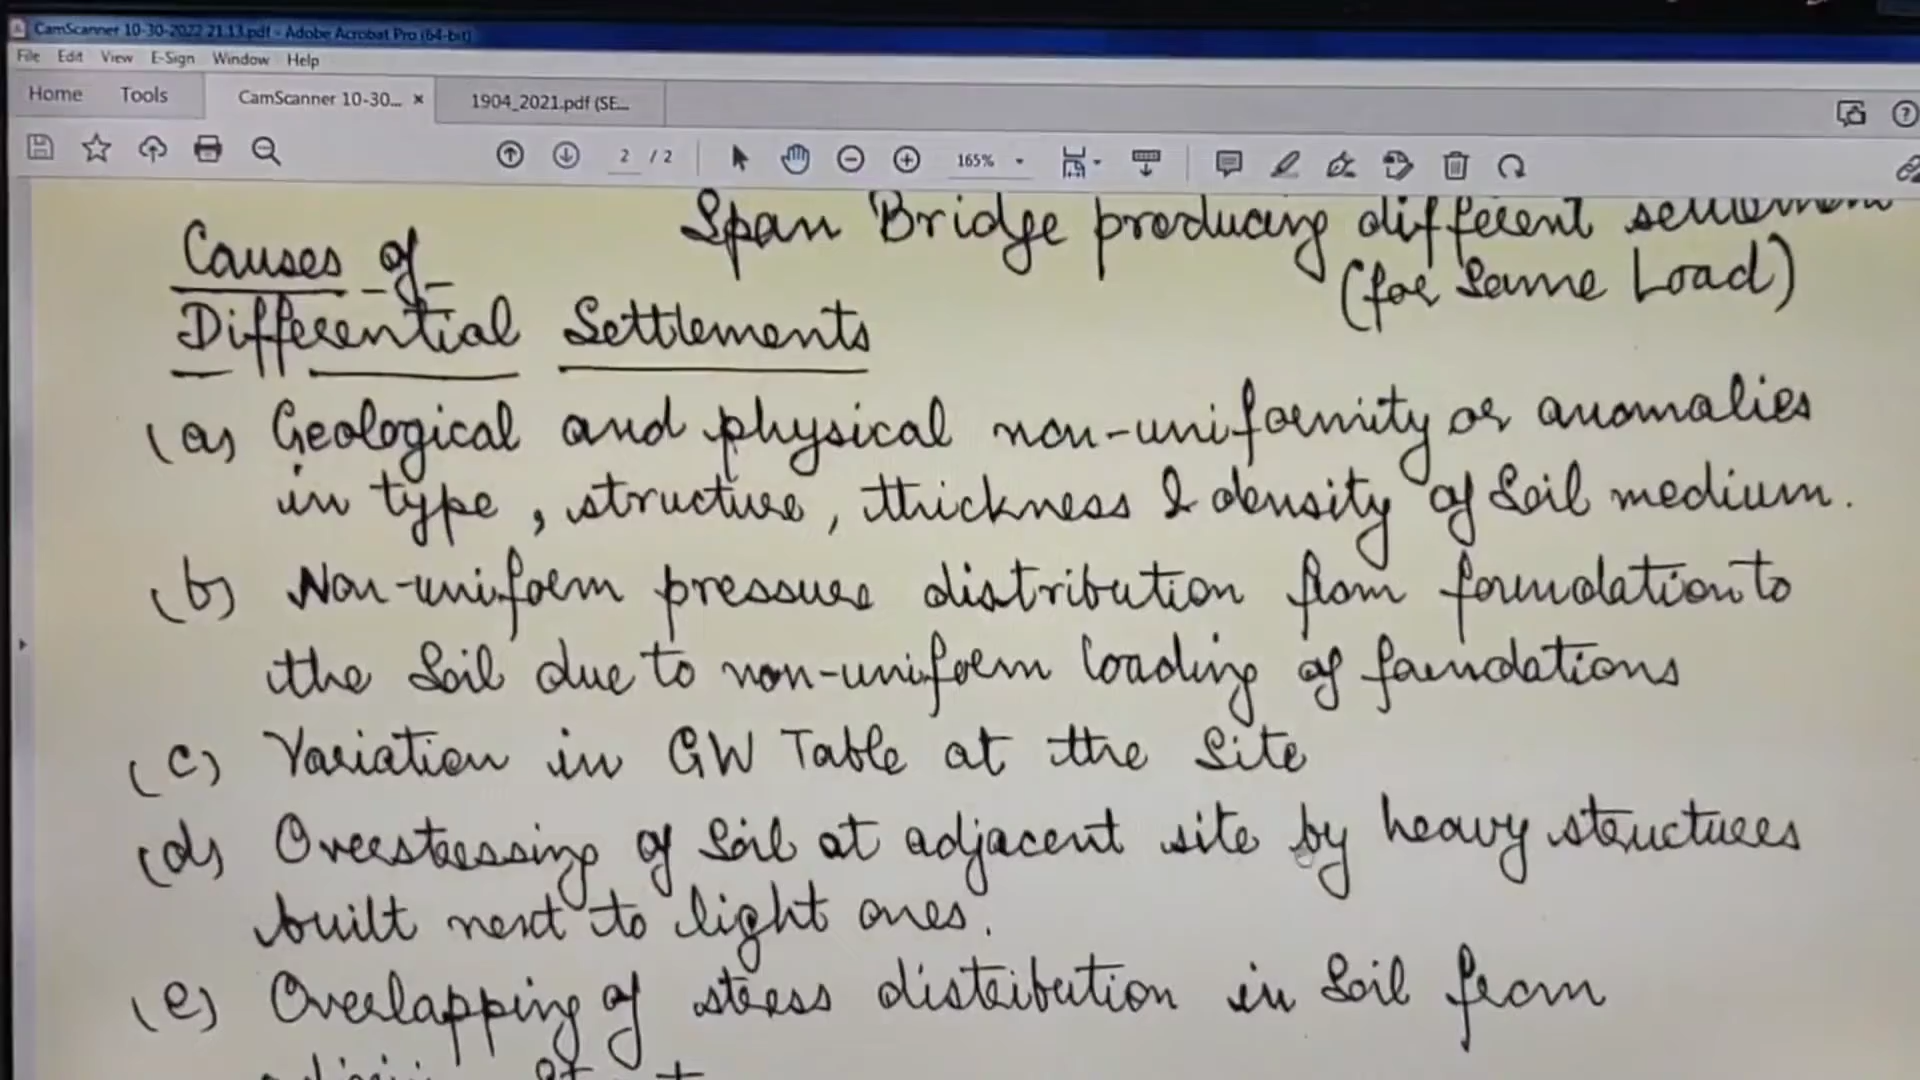 CamScanner 10-30-2022 21.13.pdf - Adobe Acrobat Pro (64-bit)
File Edit View E-Sign Window Help
Home Tools CamScanner 10-30... × 1904_2021.pdf (SE...
2 / 2 165%
Span Bridge producing different settlement
(for Same Load)
Causes of
Differential Settlements
(a) Geological and physical non-uniformity or anomalies
in type, structure, thickness & density of Soil medium.
(b) Non-uniform pressure distribution from foundation to
the Soil due to non-uniform loading of foundations
(c) Variation in GW Table at the Site
(d) Overstressing of Soil at adjacent site by heavy structures
built next to light ones.
(e) Overlapping of stress distribution in Soil from